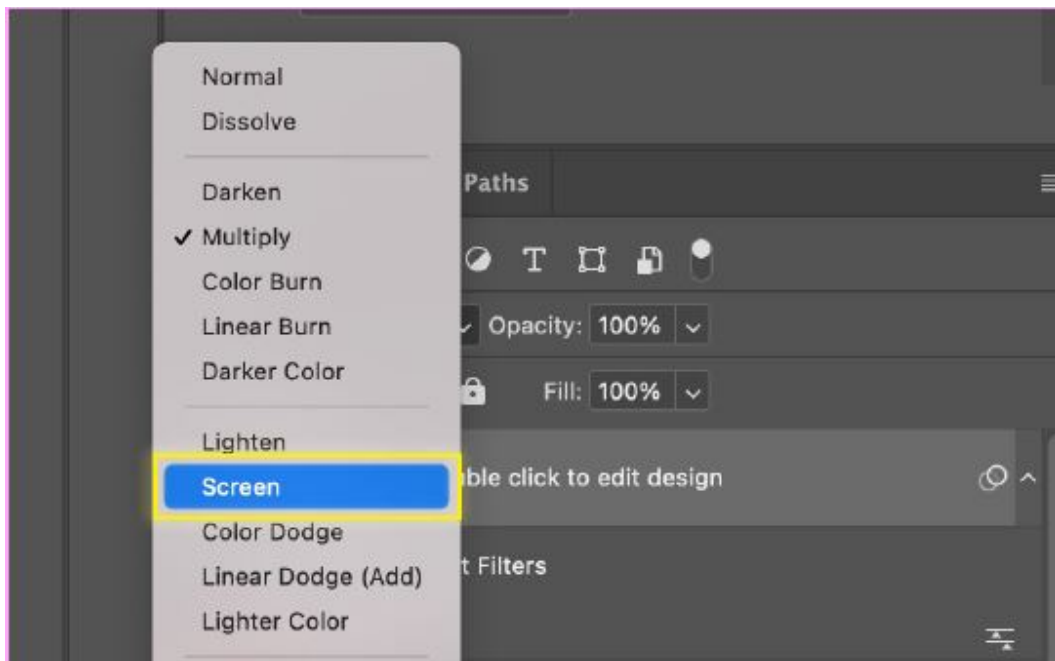 Normal
Dissolve
Darken
Multiply
Color Burn
Linear Burn
Darker Color
Lighten
Screen
Color Dodge
Linear Dodge (Add)
Lighter Color
Paths
T
Opacity: 100%
Fill: 100%
ble click to edit design
t Filters